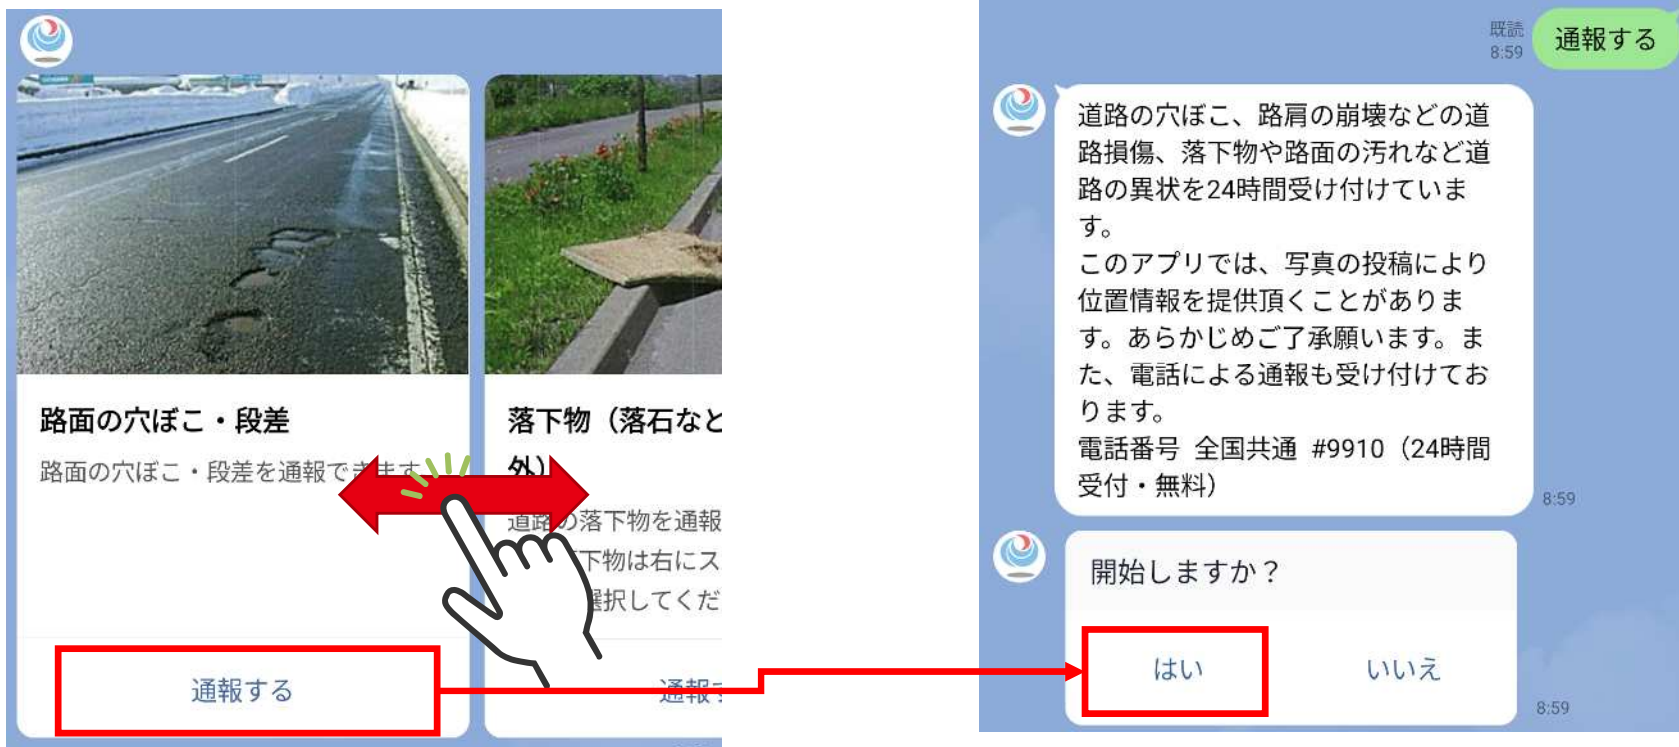 路面の穴ぼこ・段差
路面の穴ぼこ・段差を通報できます
通報する
落下物（落石など
外）
道路の落下物を通報
下物は右にス
選択してくだ
通報す
既読
8:59
通報する
道路の穴ぼこ、路肩の崩壊などの道
路損傷、落下物や路面の汚れなど道
路の異状を24時間受け付けていま
す。
このアプリでは、写真の投稿により
位置情報を提供頂くことがありま
す。あらかじめご了承願います。ま
た、電話による通報も受け付けてお
ります。
電話番号 全国共通 #9910（24時間
受付・無料）
8:59
開始しますか？
はい
いいえ
8:59